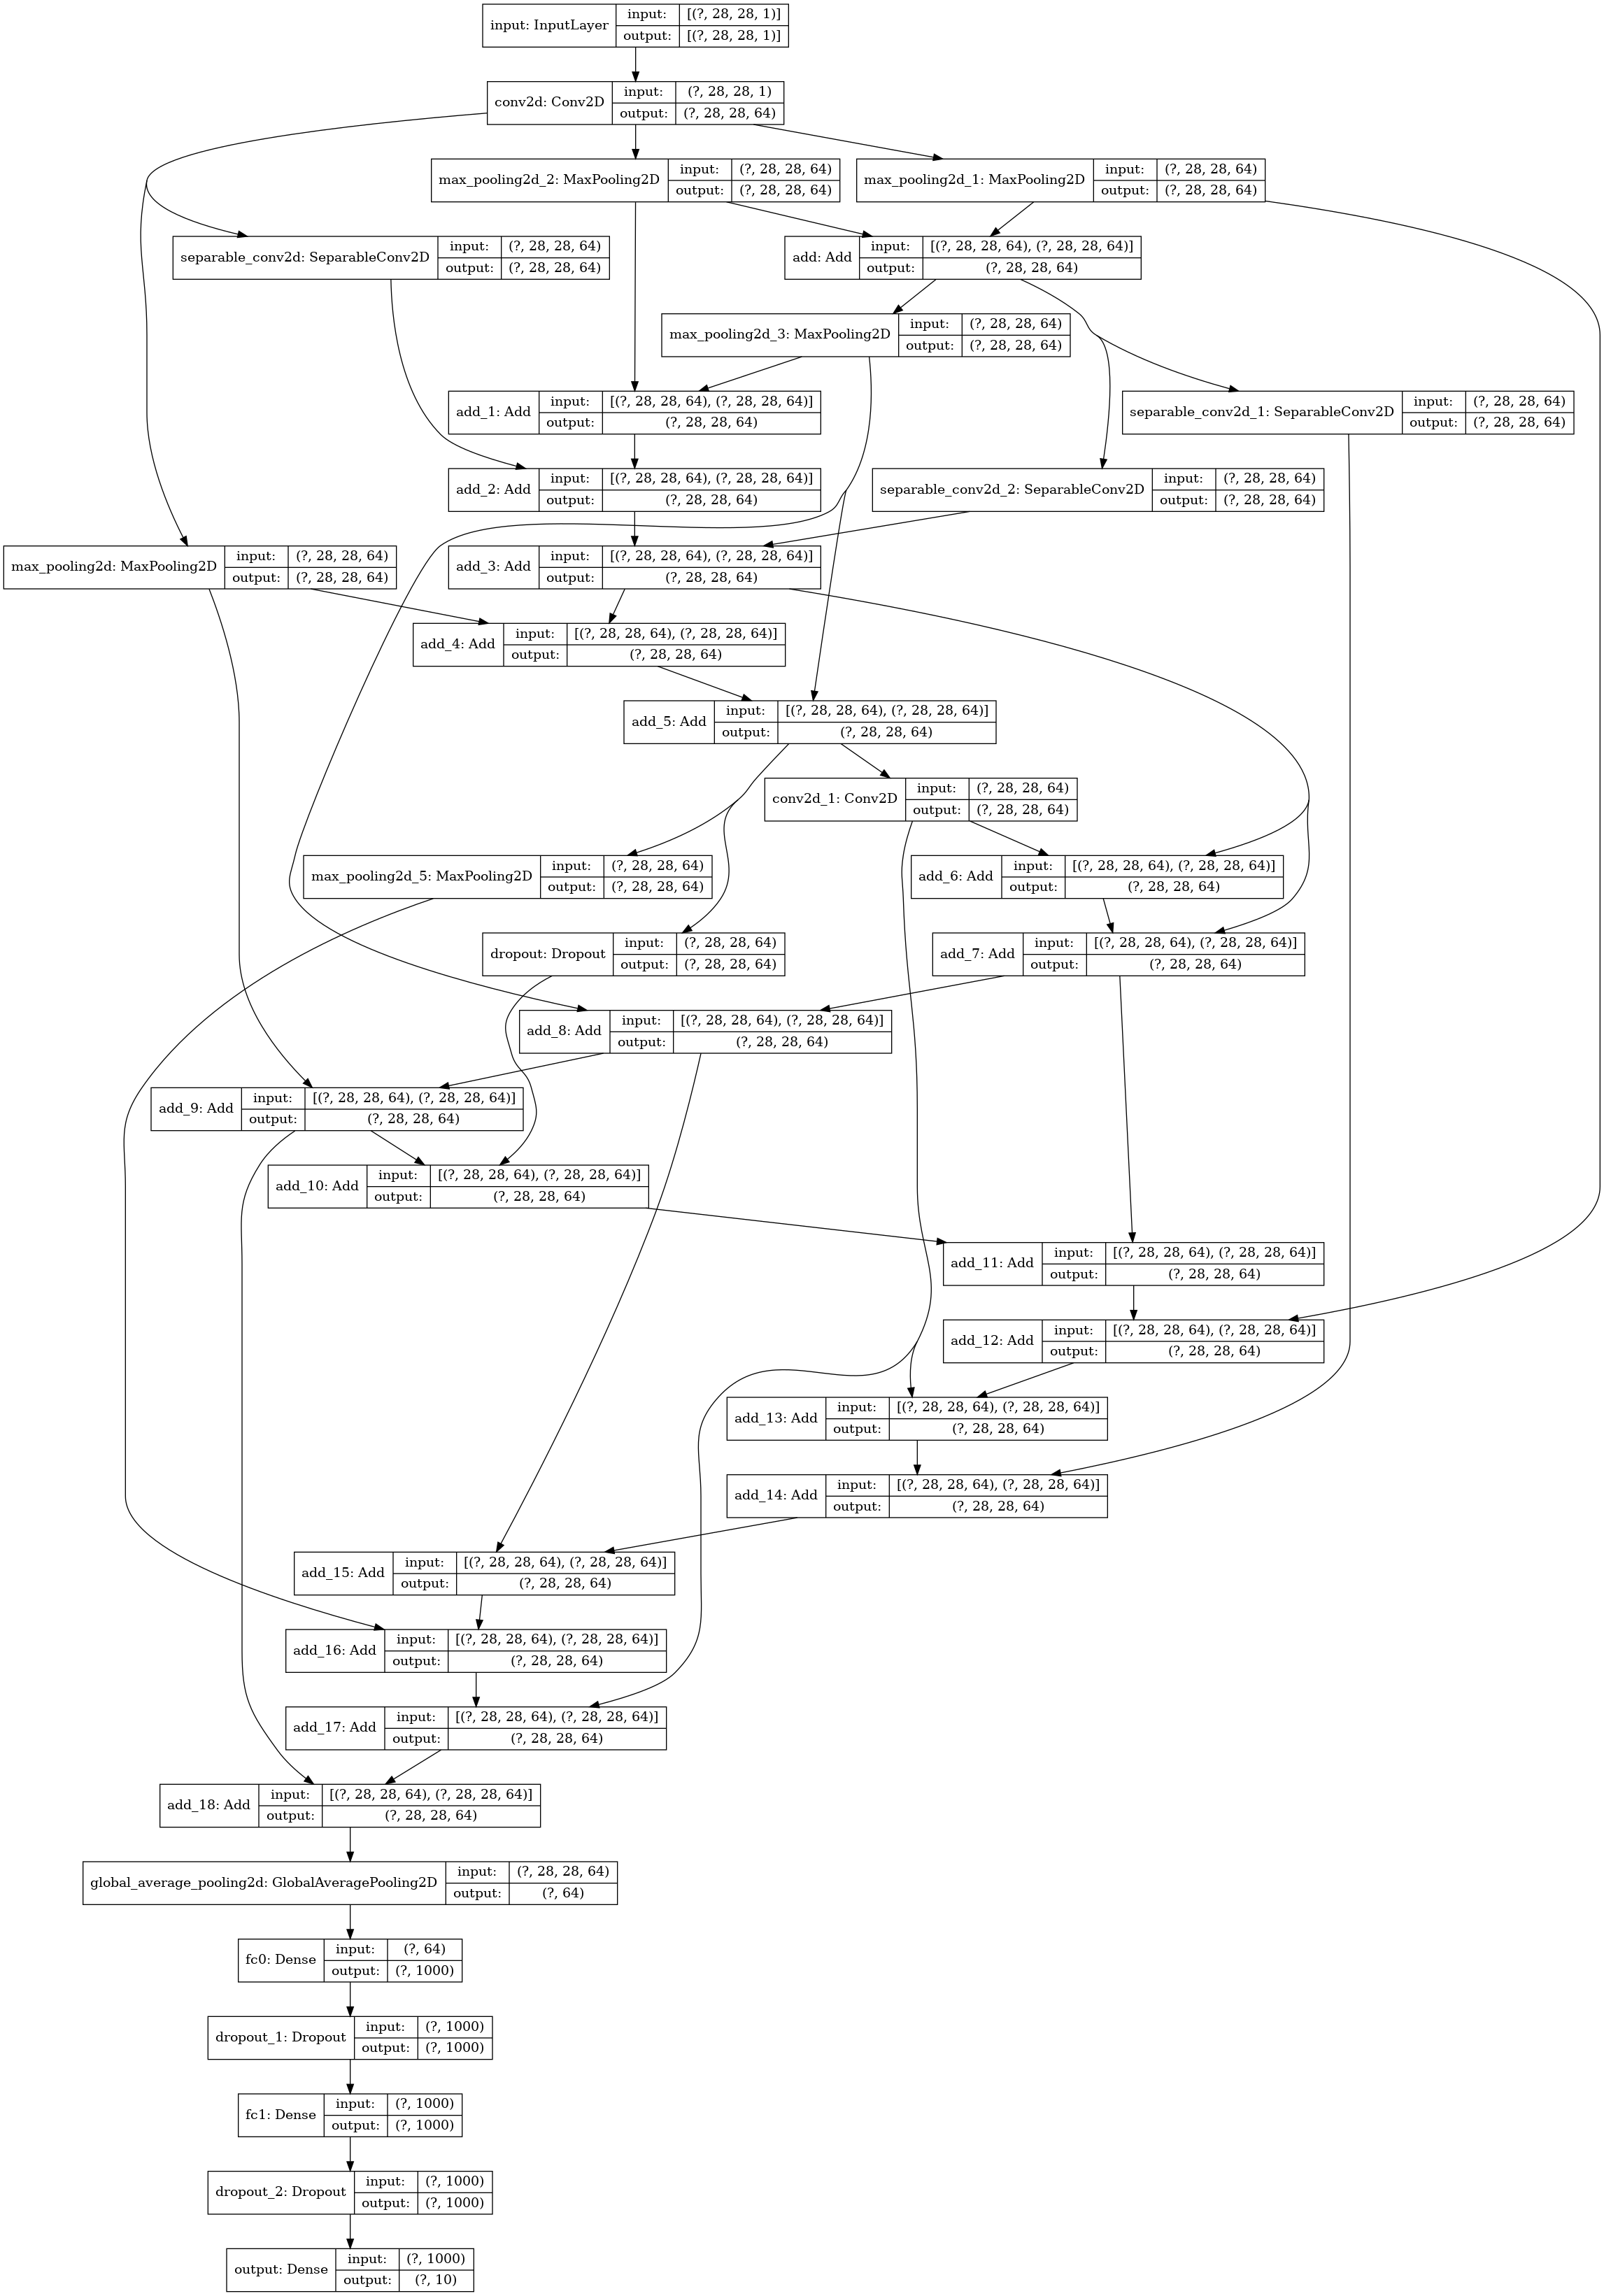 input: InputLayer
input: [(?, 28, 28, 1)]
output: [(?, 28, 28, 1)]
conv2d: Conv2D
input: (?, 28, 28, 1)
output: (?, 28, 28, 64)
max_pooling2d_2: MaxPooling2D
input: (?, 28, 28, 64)
output: (?, 28, 28, 64)
max_pooling2d_1: MaxPooling2D
input: (?, 28, 28, 64)
output: (?, 28, 28, 64)
separable_conv2d: SeparableConv2D
input: (?, 28, 28, 64)
output: (?, 28, 28, 64)
add: Add
input: [(?, 28, 28, 64), (?, 28, 28, 64)]
output: (?, 28, 28, 64)
max_pooling2d_3: MaxPooling2D
input: (?, 28, 28, 64)
output: (?, 28, 28, 64)
add_1: Add
input: [(?, 28, 28, 64), (?, 28, 28, 64)]
output: (?, 28, 28, 64)
separable_conv2d_1: SeparableConv2D
input: (?, 28, 28, 64)
output: (?, 28, 28, 64)
add_2: Add
input: [(?, 28, 28, 64), (?, 28, 28, 64)]
output: (?, 28, 28, 64)
separable_conv2d_2: SeparableConv2D
input: (?, 28, 28, 64)
output: (?, 28, 28, 64)
max_pooling2d: MaxPooling2D
input: (?, 28, 28, 64)
output: (?, 28, 28, 64)
add_3: Add
input: [(?, 28, 28, 64), (?, 28, 28, 64)]
output: (?, 28, 28, 64)
add_4: Add
input: [(?, 28, 28, 64), (?, 28, 28, 64)]
output: (?, 28, 28, 64)
add_5: Add
input: [(?, 28, 28, 64), (?, 28, 28, 64)]
output: (?, 28, 28, 64)
conv2d_1: Conv2D
input: (?, 28, 28, 64)
output: (?, 28, 28, 64)
max_pooling2d_5: MaxPooling2D
input: (?, 28, 28, 64)
output: (?, 28, 28, 64)
add_6: Add
input: [(?, 28, 28, 64), (?, 28, 28, 64)]
output: (?, 28, 28, 64)
dropout: Dropout
input: (?, 28, 28, 64)
output: (?, 28, 28, 64)
add_7: Add
input: [(?, 28, 28, 64), (?, 28, 28, 64)]
output: (?, 28, 28, 64)
add_8: Add
input: [(?, 28, 28, 64), (?, 28, 28, 64)]
output: (?, 28, 28, 64)
add_9: Add
input: [(?, 28, 28, 64), (?, 28, 28, 64)]
output: (?, 28, 28, 64)
add_10: Add
input: [(?, 28, 28, 64), (?, 28, 28, 64)]
output: (?, 28, 28, 64)
add_11: Add
input: [(?, 28, 28, 64), (?, 28, 28, 64)]
output: (?, 28, 28, 64)
add_12: Add
input: [(?, 28, 28, 64), (?, 28, 28, 64)]
output: (?, 28, 28, 64)
add_13: Add
input: [(?, 28, 28, 64), (?, 28, 28, 64)]
output: (?, 28, 28, 64)
add_14: Add
input: [(?, 28, 28, 64), (?, 28, 28, 64)]
output: (?, 28, 28, 64)
add_15: Add
input: [(?, 28, 28, 64), (?, 28, 28, 64)]
output: (?, 28, 28, 64)
add_16: Add
input: [(?, 28, 28, 64), (?, 28, 28, 64)]
output: (?, 28, 28, 64)
add_17: Add
input: [(?, 28, 28, 64), (?, 28, 28, 64)]
output: (?, 28, 28, 64)
add_18: Add
input: [(?, 28, 28, 64), (?, 28, 28, 64)]
output: (?, 28, 28, 64)
global_average_pooling2d: GlobalAveragePooling2D
input: (?, 28, 28, 64)
output: (?, 64)
fc0: Dense
input: (?, 64)
output: (?, 1000)
dropout_1: Dropout
input: (?, 1000)
output: (?, 1000)
fc1: Dense
input: (?, 1000)
output: (?, 1000)
dropout_2: Dropout
input: (?, 1000)
output: (?, 1000)
output: Dense
input: (?, 1000)
output: (?, 10)